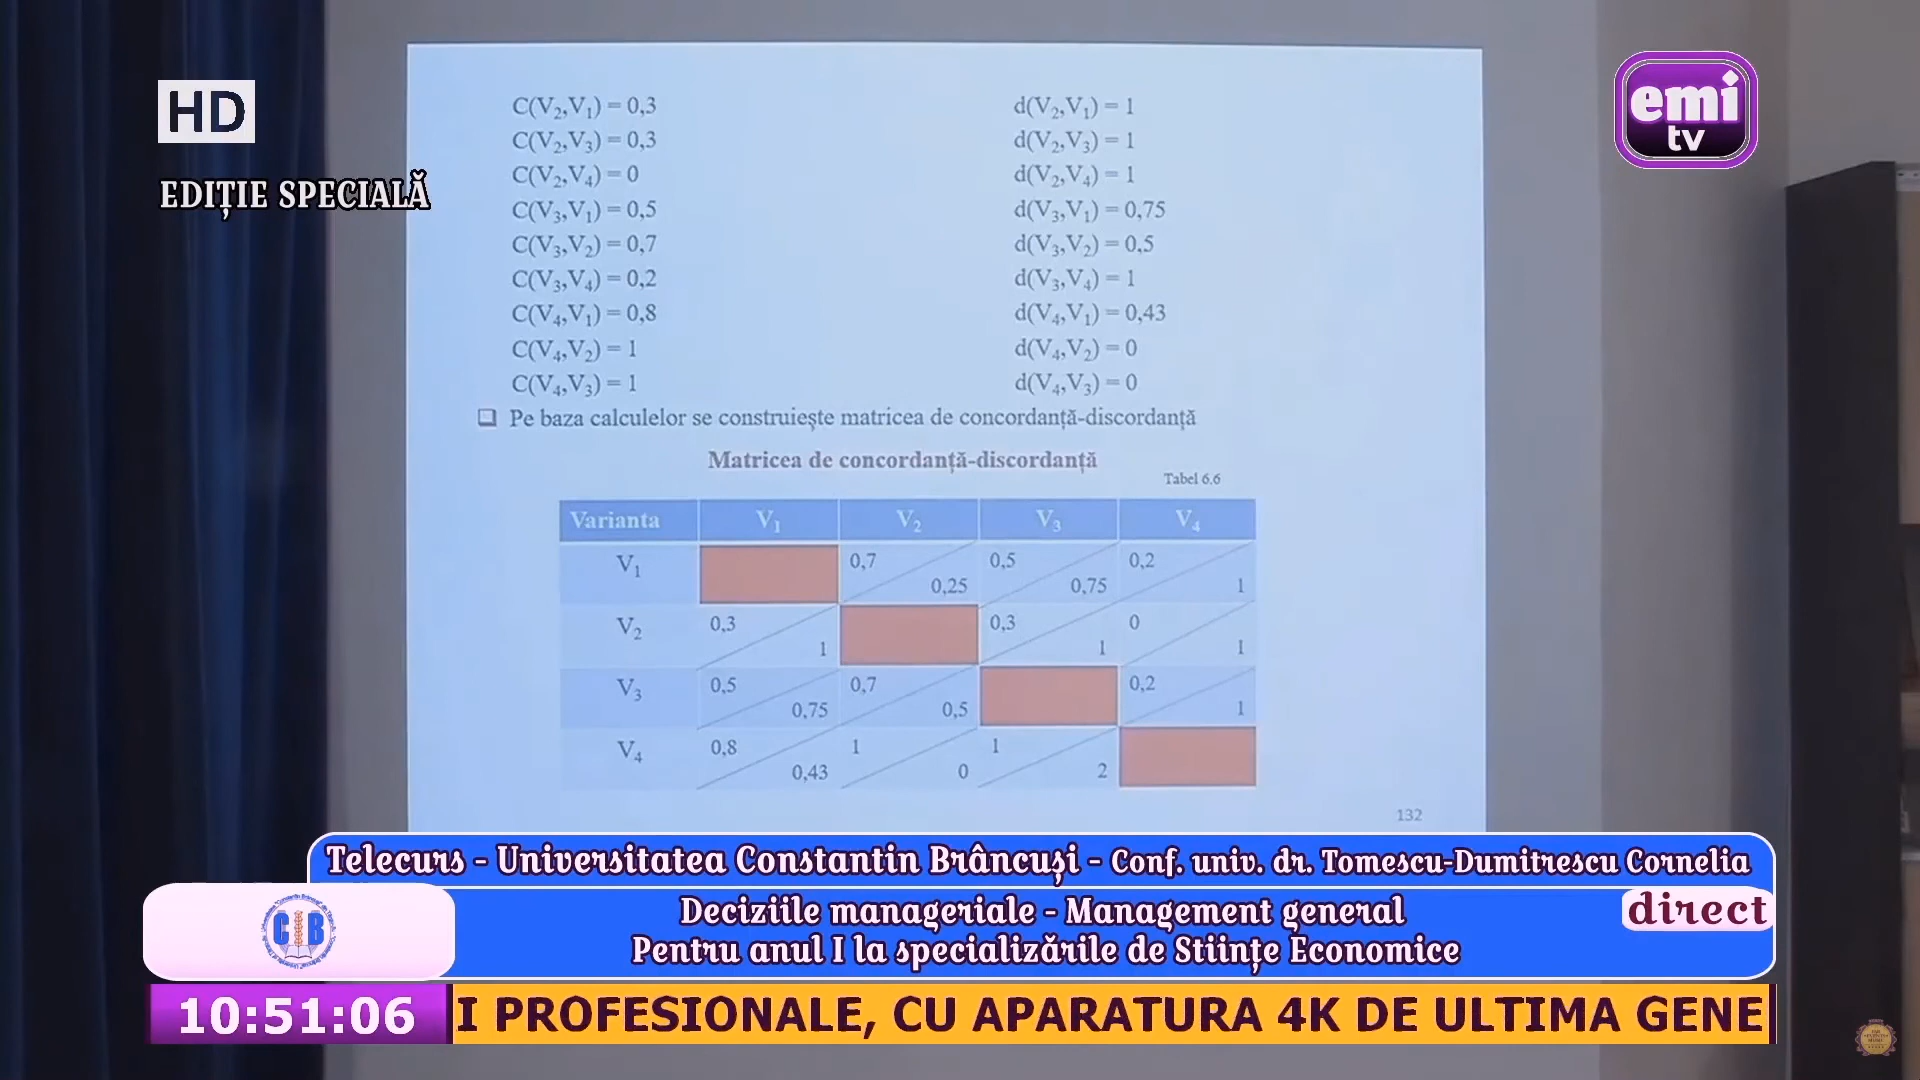 HD
EDIȚIE SPECIALĂ
emi
tv
C(V₂,V₁) = 0,3 d(V₂,V₁) = 1
C(V₂,V₃) = 0,3 d(V₂,V₃) = 1
C(V₂,V₄) = 0 d(V₂,V₄) = 1
C(V₃,V₁) = 0,5 d(V₃,V₁) = 0,75
C(V₃,V₂) = 0,7 d(V₃,V₂) = 0,5
C(V₃,V₄) = 0,2 d(V₃,V₄) = 1
C(V₄,V₁) = 0,8 d(V₄,V₁) = 0,43
C(V₄,V₂) = 1 d(V₄,V₂) = 0
C(V₄,V₃) = 1 d(V₄,V₃) = 0
❑ Pe baza calculelor se construiește matricea de concordanță-discordanță
Matricea de concordanță-discordanță
Tabel 6.6
Varianta V₁ V₂ V₃ V₄
V₁ 0,7 0,25 0,5 0,75 0,2 1
V₂ 0,3 1 0,3 1 0 1
V₃ 0,5 0,75 0,7 0,5 0,2 1
V₄ 0,8 0,43 1 0 1 2
132
Telecurs - Universitatea Constantin Brâncuși - Conf. univ. dr. Tomescu-Dumitrescu Cornelia
Deciziile manageriale - Management general
direct
Pentru anul I la specializările de Stiințe Economice
CIB
10:51:06 I PROFESIONALE, CU APARATURA 4K DE ULTIMA GENE